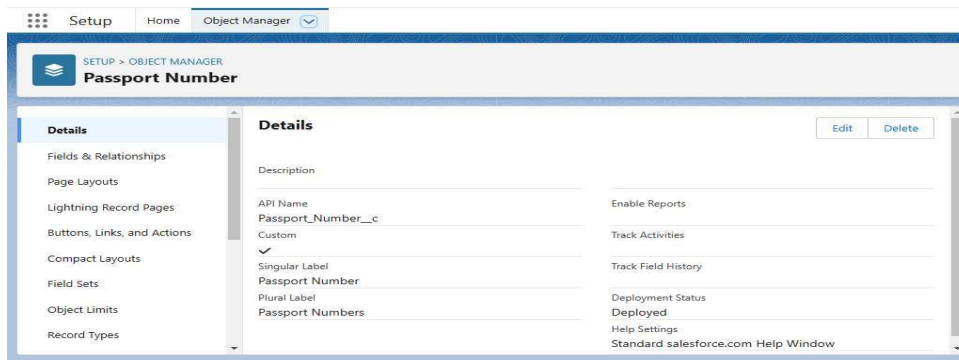 Setup Home Object Manager
SETUP > OBJECT MANAGER
Passport Number
Details
Fields & Relationships
Page Layouts
Lightning Record Pages
Buttons, Links, and Actions
Compact Layouts
Field Sets
Object Limits
Record Types
Details
Edit Delete
Description
API Name
Passport_Number__c
Custom
Singular Label
Passport Number
Plural Label
Passport Numbers
Enable Reports
Track Activities
Track Field History
Deployment Status
Deployed
Help Settings
Standard salesforce.com Help Window